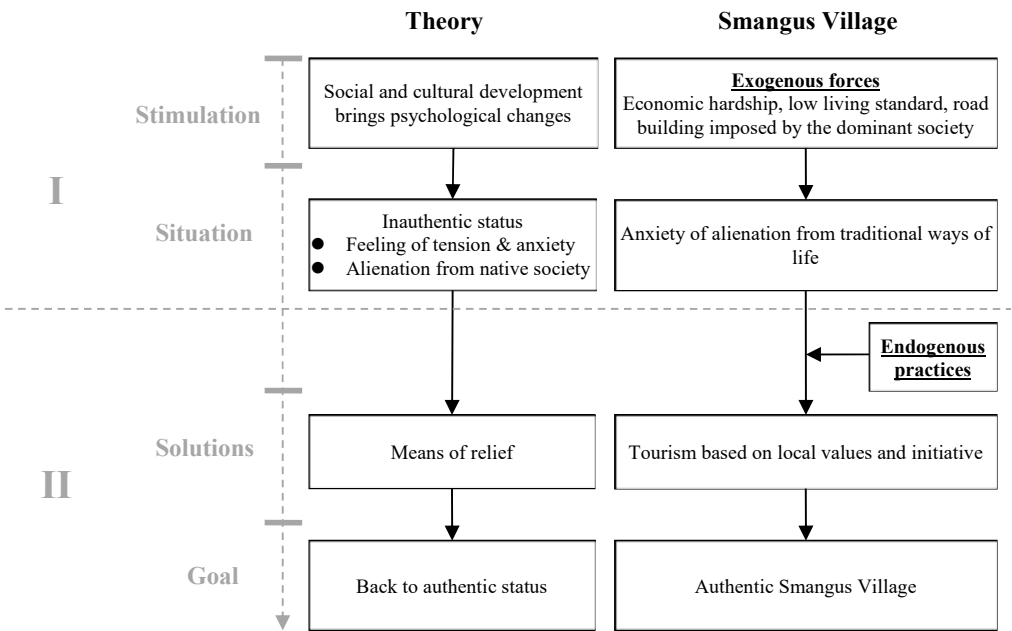 Theory
Smangus Village
Stimulation
Social and cultural development
brings psychological changes
Exogenous forces
Economic hardship, low living standard, road
building imposed by the dominant society
I
Situation
Inauthentic status
● Feeling of tension & anxiety
● Alienation from native society
Anxiety of alienation from traditional ways of
life
Endogenous
practices
II
Solutions
Means of relief
Tourism based on local values and initiative
Goal
Back to authentic status
Authentic Smangus Village